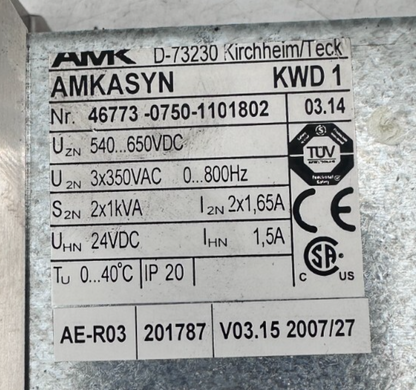 AMK D-73230 Kirchheim/Teck
AMKASYN KWD 1
Nr. 46773 -0750-1101802 03.14
UZN 540...650VDC
U2N 3x350VAC 0...800Hz
S2N 2x1kVA I2N 2x1,65A
UHN 24VDC IHN 1,5A
TU 0...40°C IP 20
TÜV
CE
SA
C US
AE-R03 201787 V03.15 2007/27